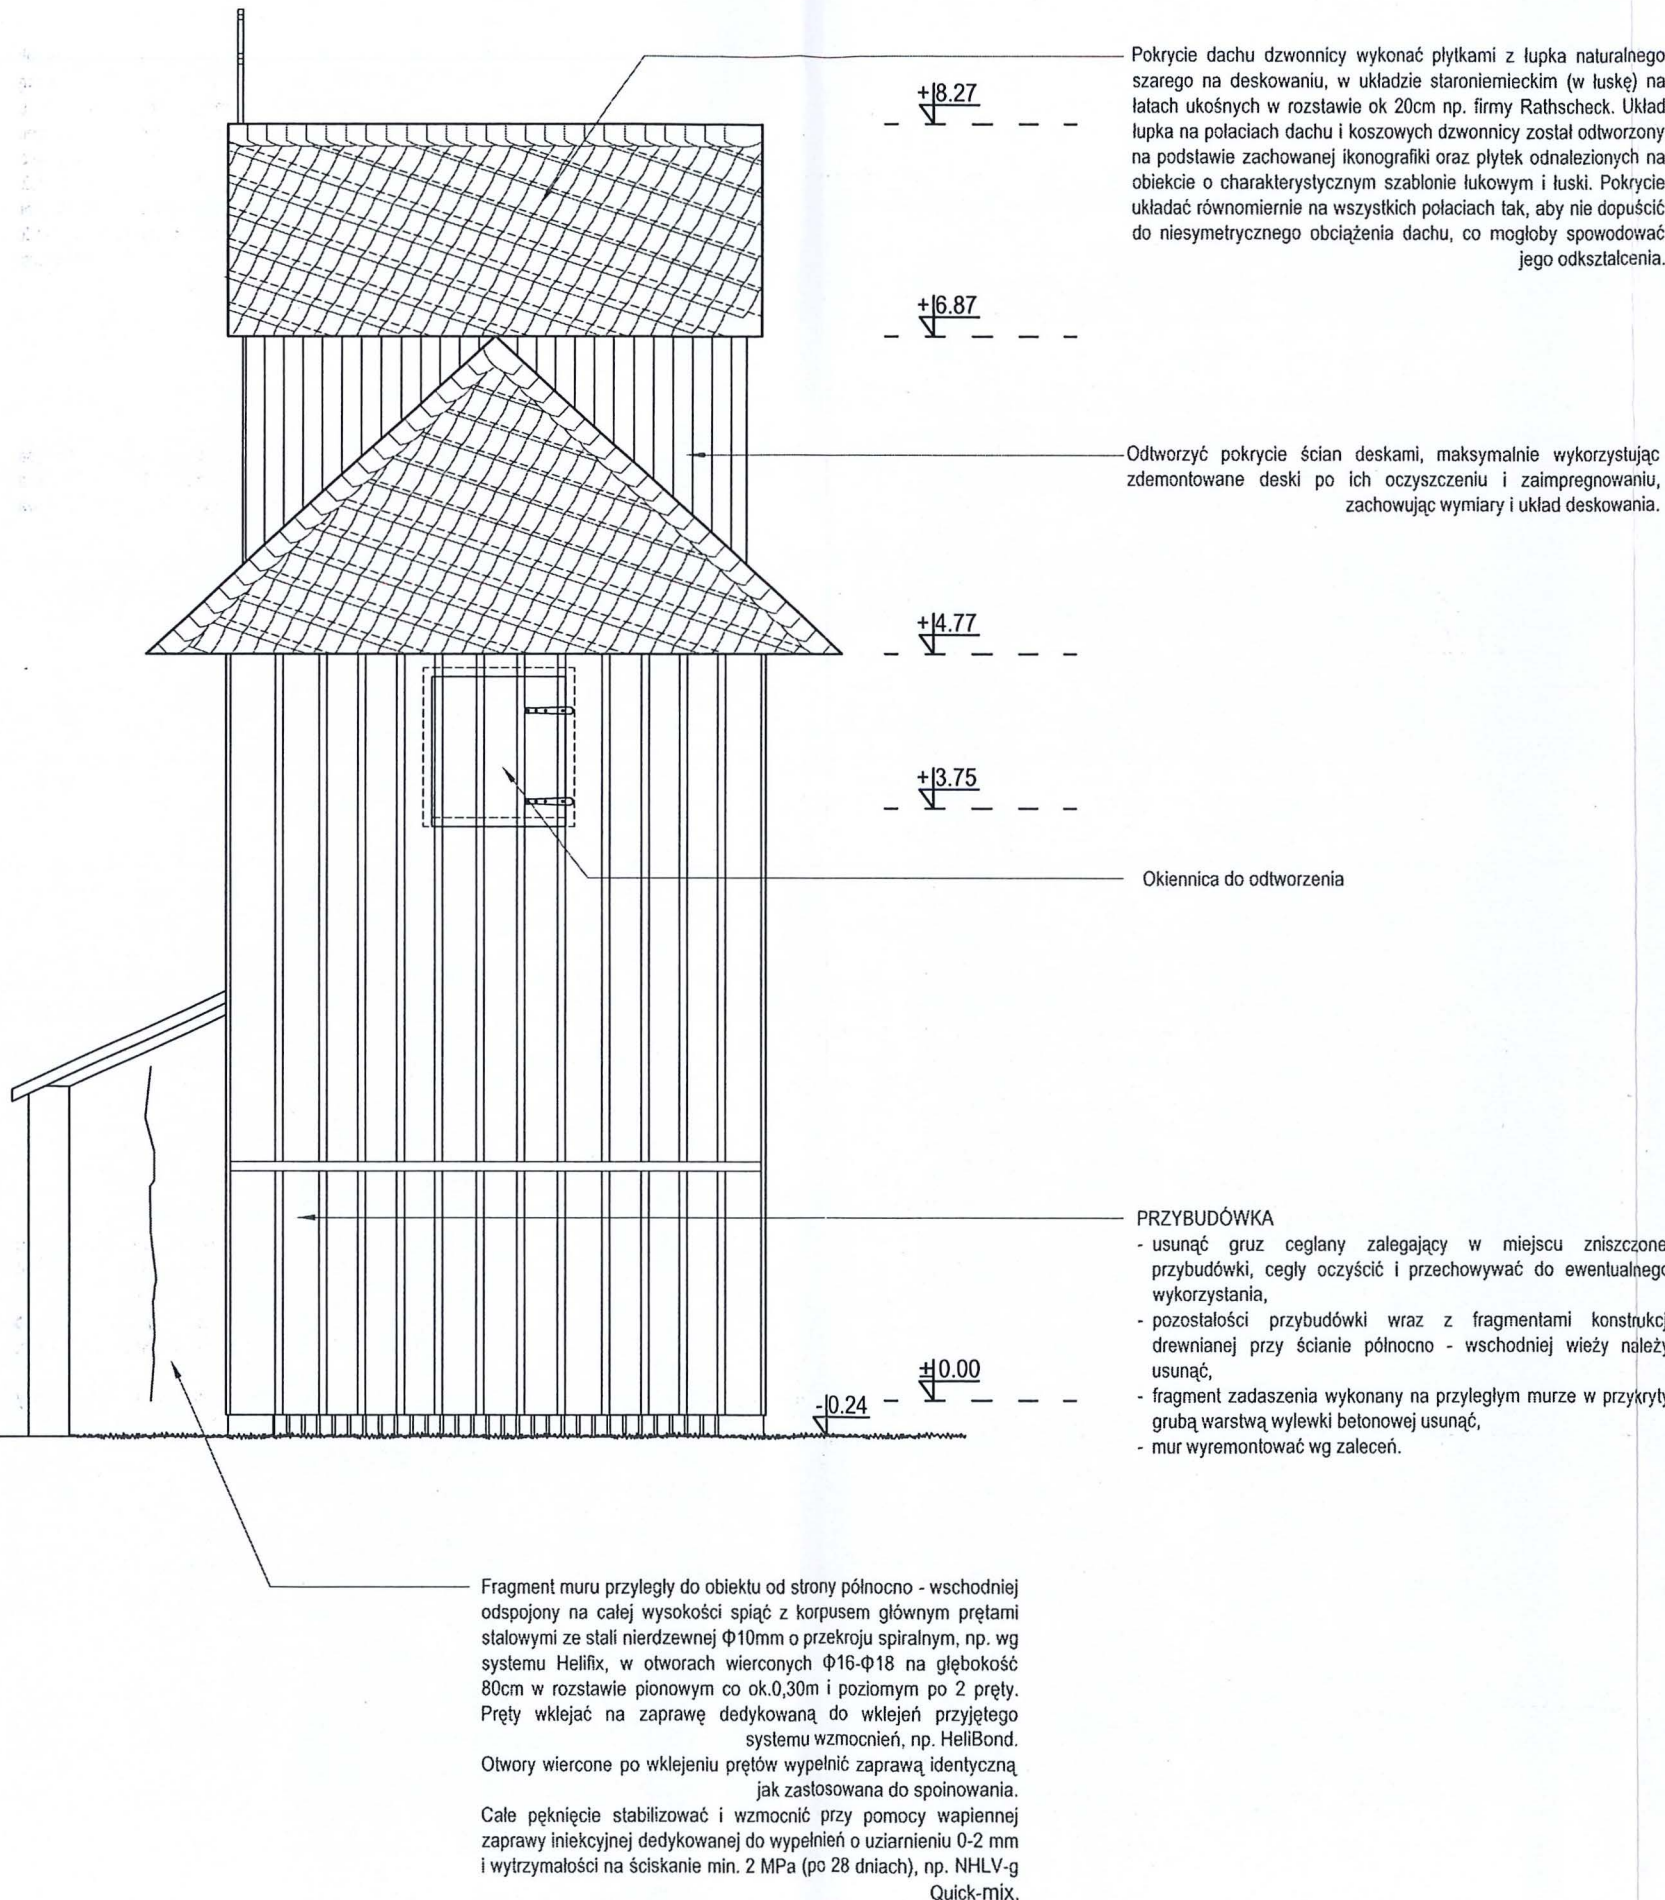 Pokrycie dachu dzwonnicy wykonać płytkami z łupka naturalnego
szarego na deskowaniu, w układzie staroniemieckim (w łuskę) na
łatach ukośnych w rozstawie ok 20cm np. firmy Rathscheck. Układ
łupka na połaciach dachu i koszowych dzwonnicy został odtworzony
na podstawie zachowanej ikonografiki oraz płytek odnalezionych na
obiekcie o charakterystycznym szablonie łukowym i łuski. Pokrycie
układać równomiernie na wszystkich połaciach tak, aby nie dopuścić
do niesymetrycznego obciążenia dachu, co mogłoby spowodować
jego odkształcenia.
+8.27
+6.87
Odtworzyć pokrycie ścian deskami, maksymalnie wykorzystując
zdemontowane deski po ich oczyszczeniu i zaimpregnowaniu,
zachowując wymiary i układ deskowania.
+4.77
+3.75
Okiennica do odtworzenia
PRZYBUDÓWKA
- usunąć gruz ceglany zalegający w miejscu zniszczone
przybudówki, cegły oczyścić i przechowywać do ewentualnego
wykorzystania,
- pozostałości przybudówki wraz z fragmentami konstrukcj
drewnianej przy ścianie północno - wschodniej wieży należy
usunąć,
- fragment zadaszenia wykonany na przyległym murze w przykryty
grubą warstwą wylewki betonowej usunąć,
- mur wyremontować wg zaleceń.
±0.00
-0.24
Fragment muru przyległy do obiektu od strony północno - wschodniej
odspojony na całej wysokości spiąć z korpusem głównym prętami
stalowymi ze stali nierdzewnej Φ10mm o przekroju spiralnym, np. wg
systemu Helifix, w otworach wierconych Φ16-Φ18 na głębokość
80cm w rozstawie pionowym co ok.0,30m i poziomym po 2 pręty.
Pręty wklejać na zaprawę dedykowaną do wklejeń przyjętego
systemu wzmocnień, np. HeliBond.
Otwory wiercone po wklejeniu prętów wypełnić zaprawą identyczną
jak zastosowana do spoinowania.
Całe pęknięcie stabilizować i wzmocnić przy pomocy wapiennej
zaprawy iniekcyjnej dedykowanej do wypełnień o uziarnieniu 0-2 mm
i wytrzymałości na ściskanie min. 2 MPa (po 28 dniach), np. NHLV-g
Quick-mix.